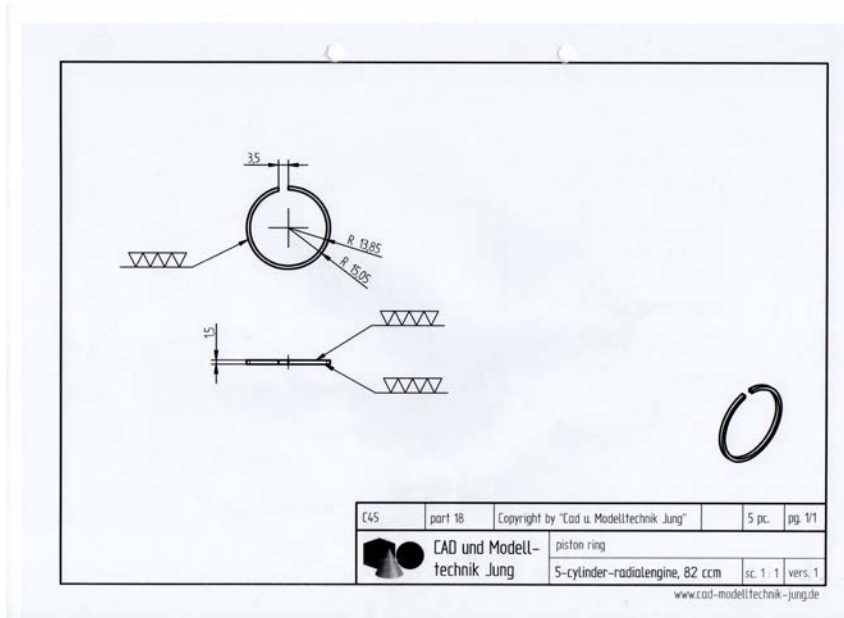 3,5
R 13,85
R 15,05
1,5
C45 part 18 Copyright by "Cad u. Modelltechnik Jung" 5 pc. pg. 1/1
CAD und Modell-
technik Jung
piston ring
5-cylinder-radialengine, 82 ccm sc. 1 : 1 vers. 1
www.cad-modelltechnik-jung.de